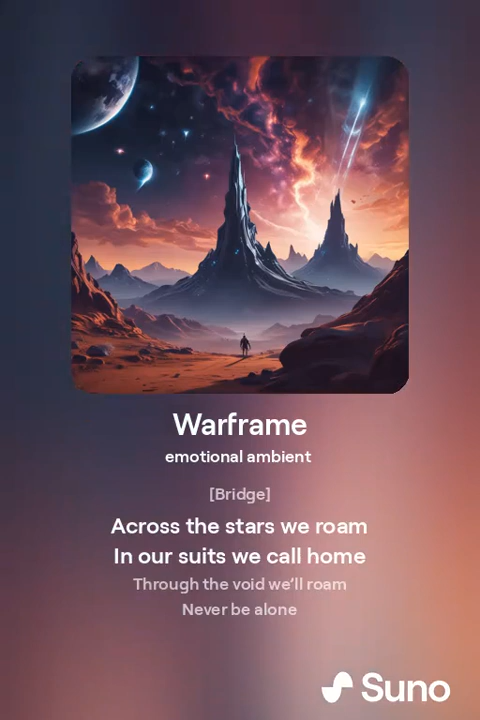 Warframe
emotional ambient
[Bridge]
Across the stars we roam
In our suits we call home
Through the void we’ll roam
Never be alone
Suno